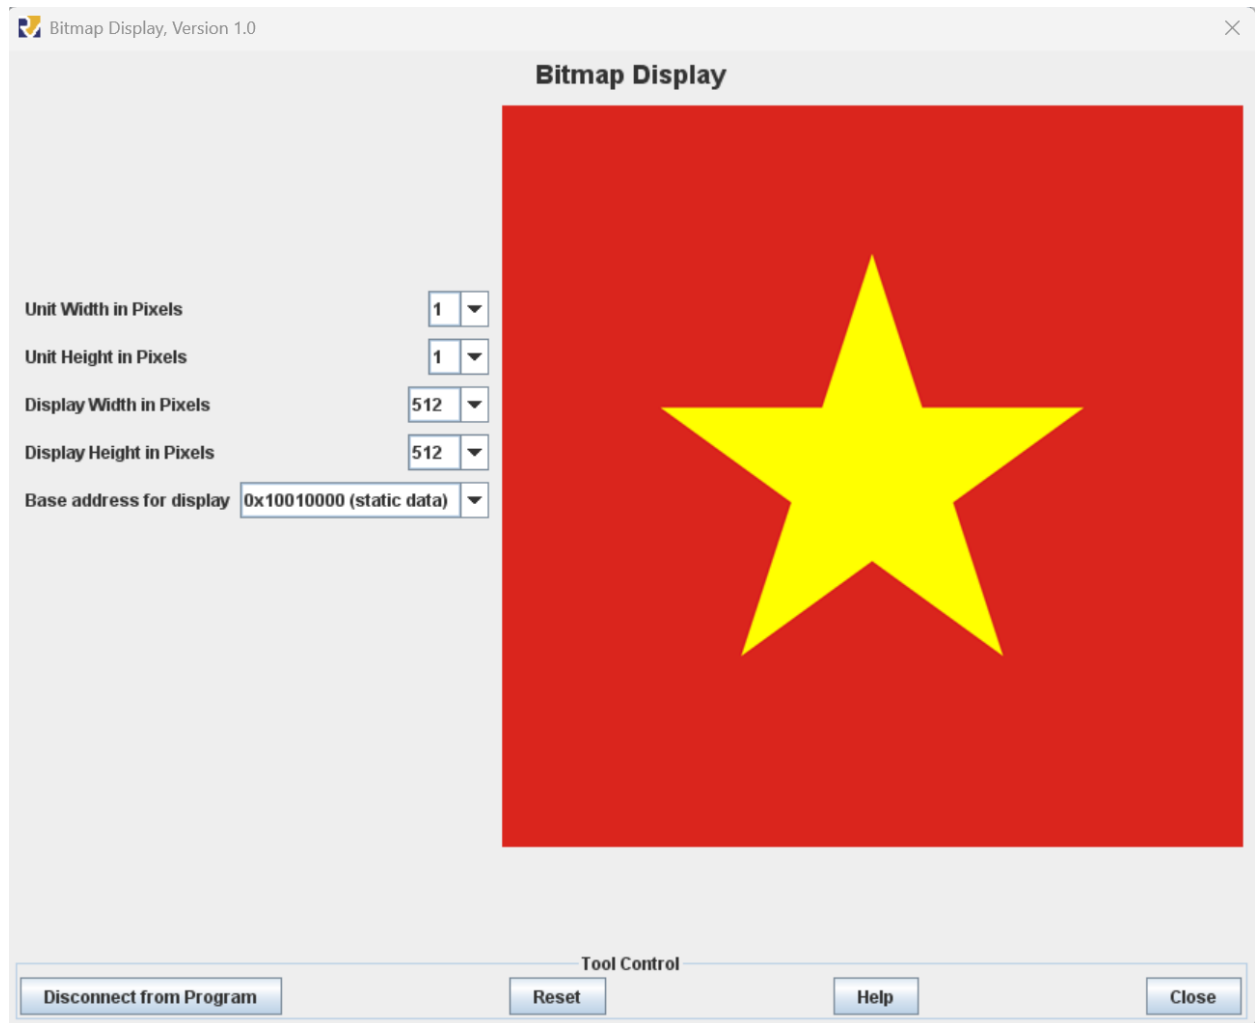 Bitmap Display, Version 1.0
Bitmap Display
Unit Width in Pixels 1
Unit Height in Pixels 1
Display Width in Pixels 512
Display Height in Pixels 512
Base address for display 0x10010000 (static data)
Tool Control
Disconnect from Program Reset Help Close